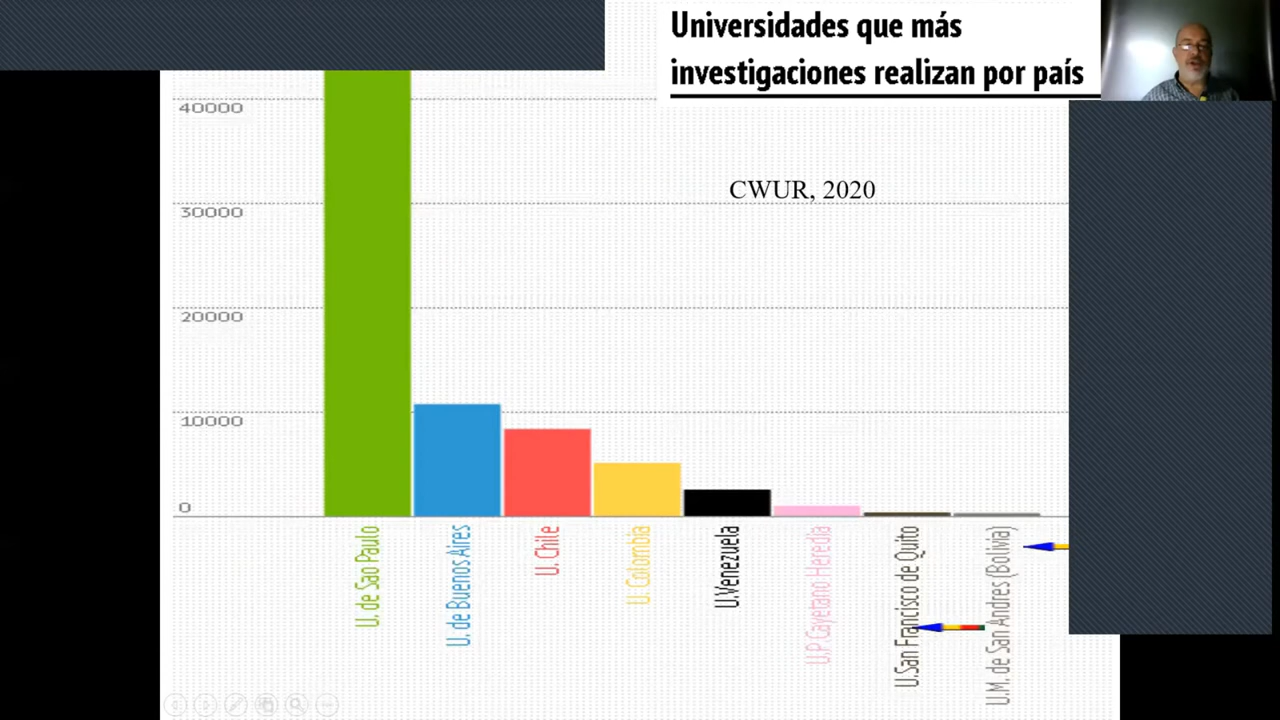 Universidades que más
investigaciones realizan por país
CWUR, 2020
40000
30000
20000
10000
0
U. de Sao Paulo
U. de Buenos Aires
U. Chile
U. Colombia
U.Venezuela
U.P.Cayetano Heredia
U.San Francisco de Quito
U.M. de San Andres (Bolivia)